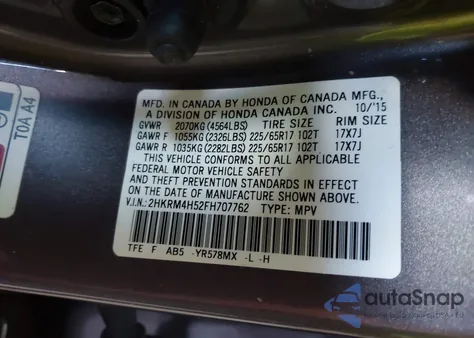 TOA A4
MFD. IN CANADA BY HONDA OF CANADA MFG.,
A DIVISION OF HONDA CANADA INC. 10/'15
GVWR 2070KG (4564LBS) TIRE SIZE RIM SIZE
GAWR F 1055KG (2326LBS) 225/65R17 102T 17X7J
GAWR R 1035KG (2282LBS) 225/65R17 102T 17X7J
THIS VEHICLE CONFORMS TO ALL APPLICABLE
FEDERAL MOTOR VEHICLE SAFETY
AND THEFT PREVENTION STANDARDS IN EFFECT
ON THE DATE OF MANUFACTURE SHOWN ABOVE.
V.I.N.: 2HKRM4H52FH707762 TYPE: MPV
TFE F AB5 -YR578MX -L -H
autoSnap